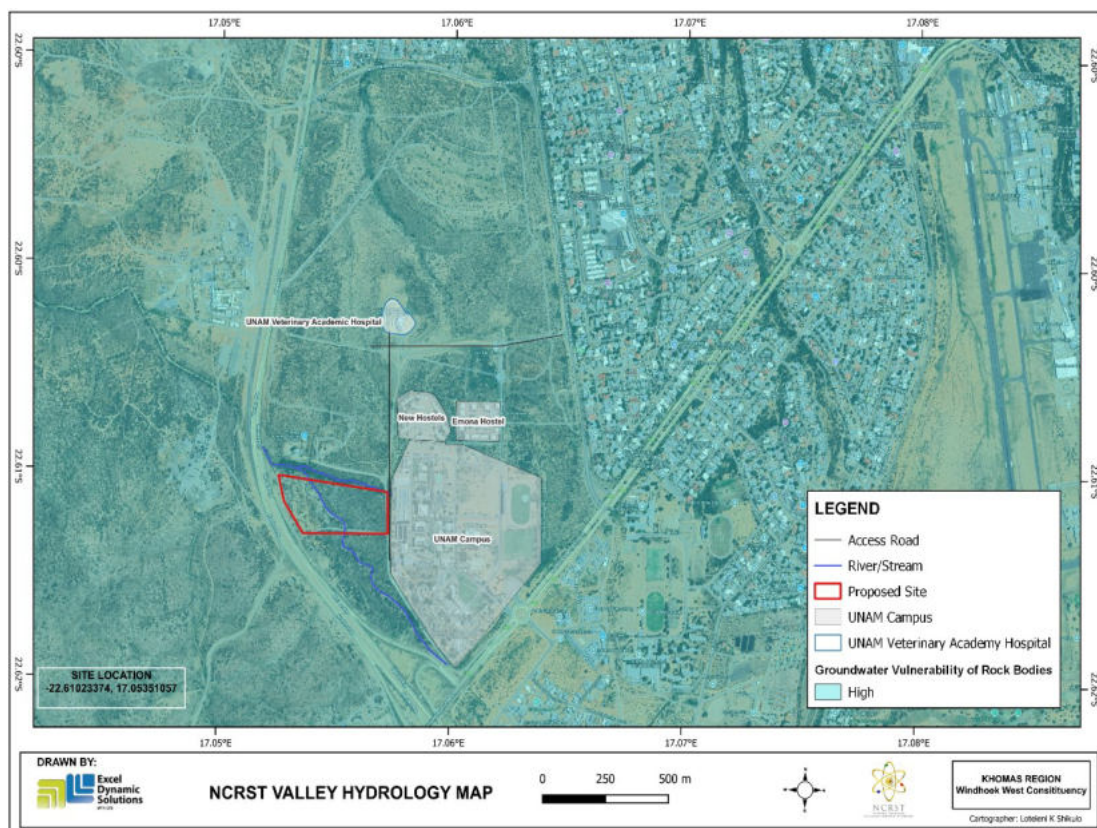 17.05°E
17.06°E
17.07°E
17.08°E
22.60°S
22.60°S
22.60°S
22.61°S
22.62°S
UNAM Veterinary Academic Hospital
New Hostels
Emona Hostel
UNAM Campus
SITE LOCATION
-22.61023374, 17.05351057
LEGEND
Access Road
River/Stream
Proposed Site
UNAM Campus
UNAM Veterinary Academy Hospital
Groundwater Vulnerability of Rock Bodies
High
22.61°S
22.62°S
17.05°E
17.06°E
17.07°E
17.08°E
DRAWN BY:
Excel
Dynamic
Solutions
NCRST VALLEY HYDROLOGY MAP
0 250 500 m
NCRST
KHOMAS REGION
Windhoek West Consitituency
Cartographer: Loteleni K Shikulo